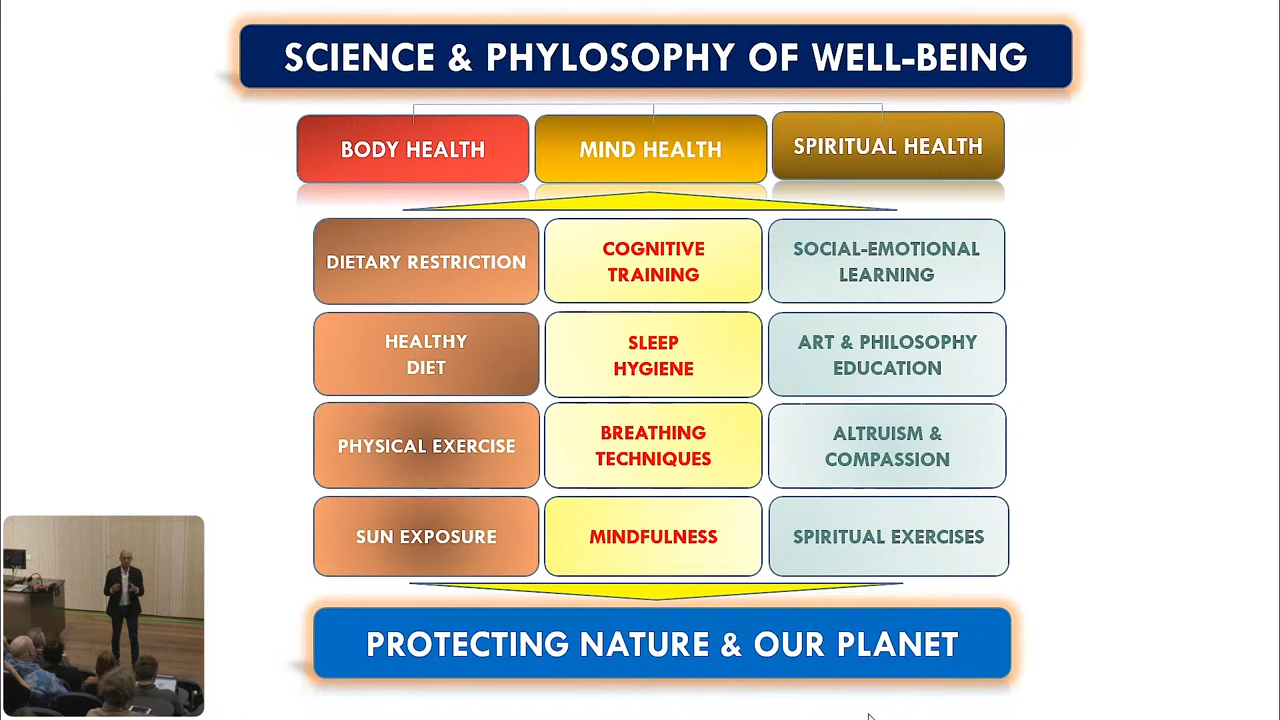 SCIENCE & PHYLOSOPHY OF WELL-BEING
BODY HEALTH
MIND HEALTH
SPIRITUAL HEALTH
DIETARY RESTRICTION
COGNITIVE
TRAINING
SOCIAL-EMOTIONAL
LEARNING
HEALTHY
DIET
SLEEP
HYGIENE
ART & PHILOSOPHY
EDUCATION
PHYSICAL EXERCISE
BREATHING
TECHNIQUES
ALTRUISM &
COMPASSION
SUN EXPOSURE
MINDFULNESS
SPIRITUAL EXERCISES
PROTECTING NATURE & OUR PLANET